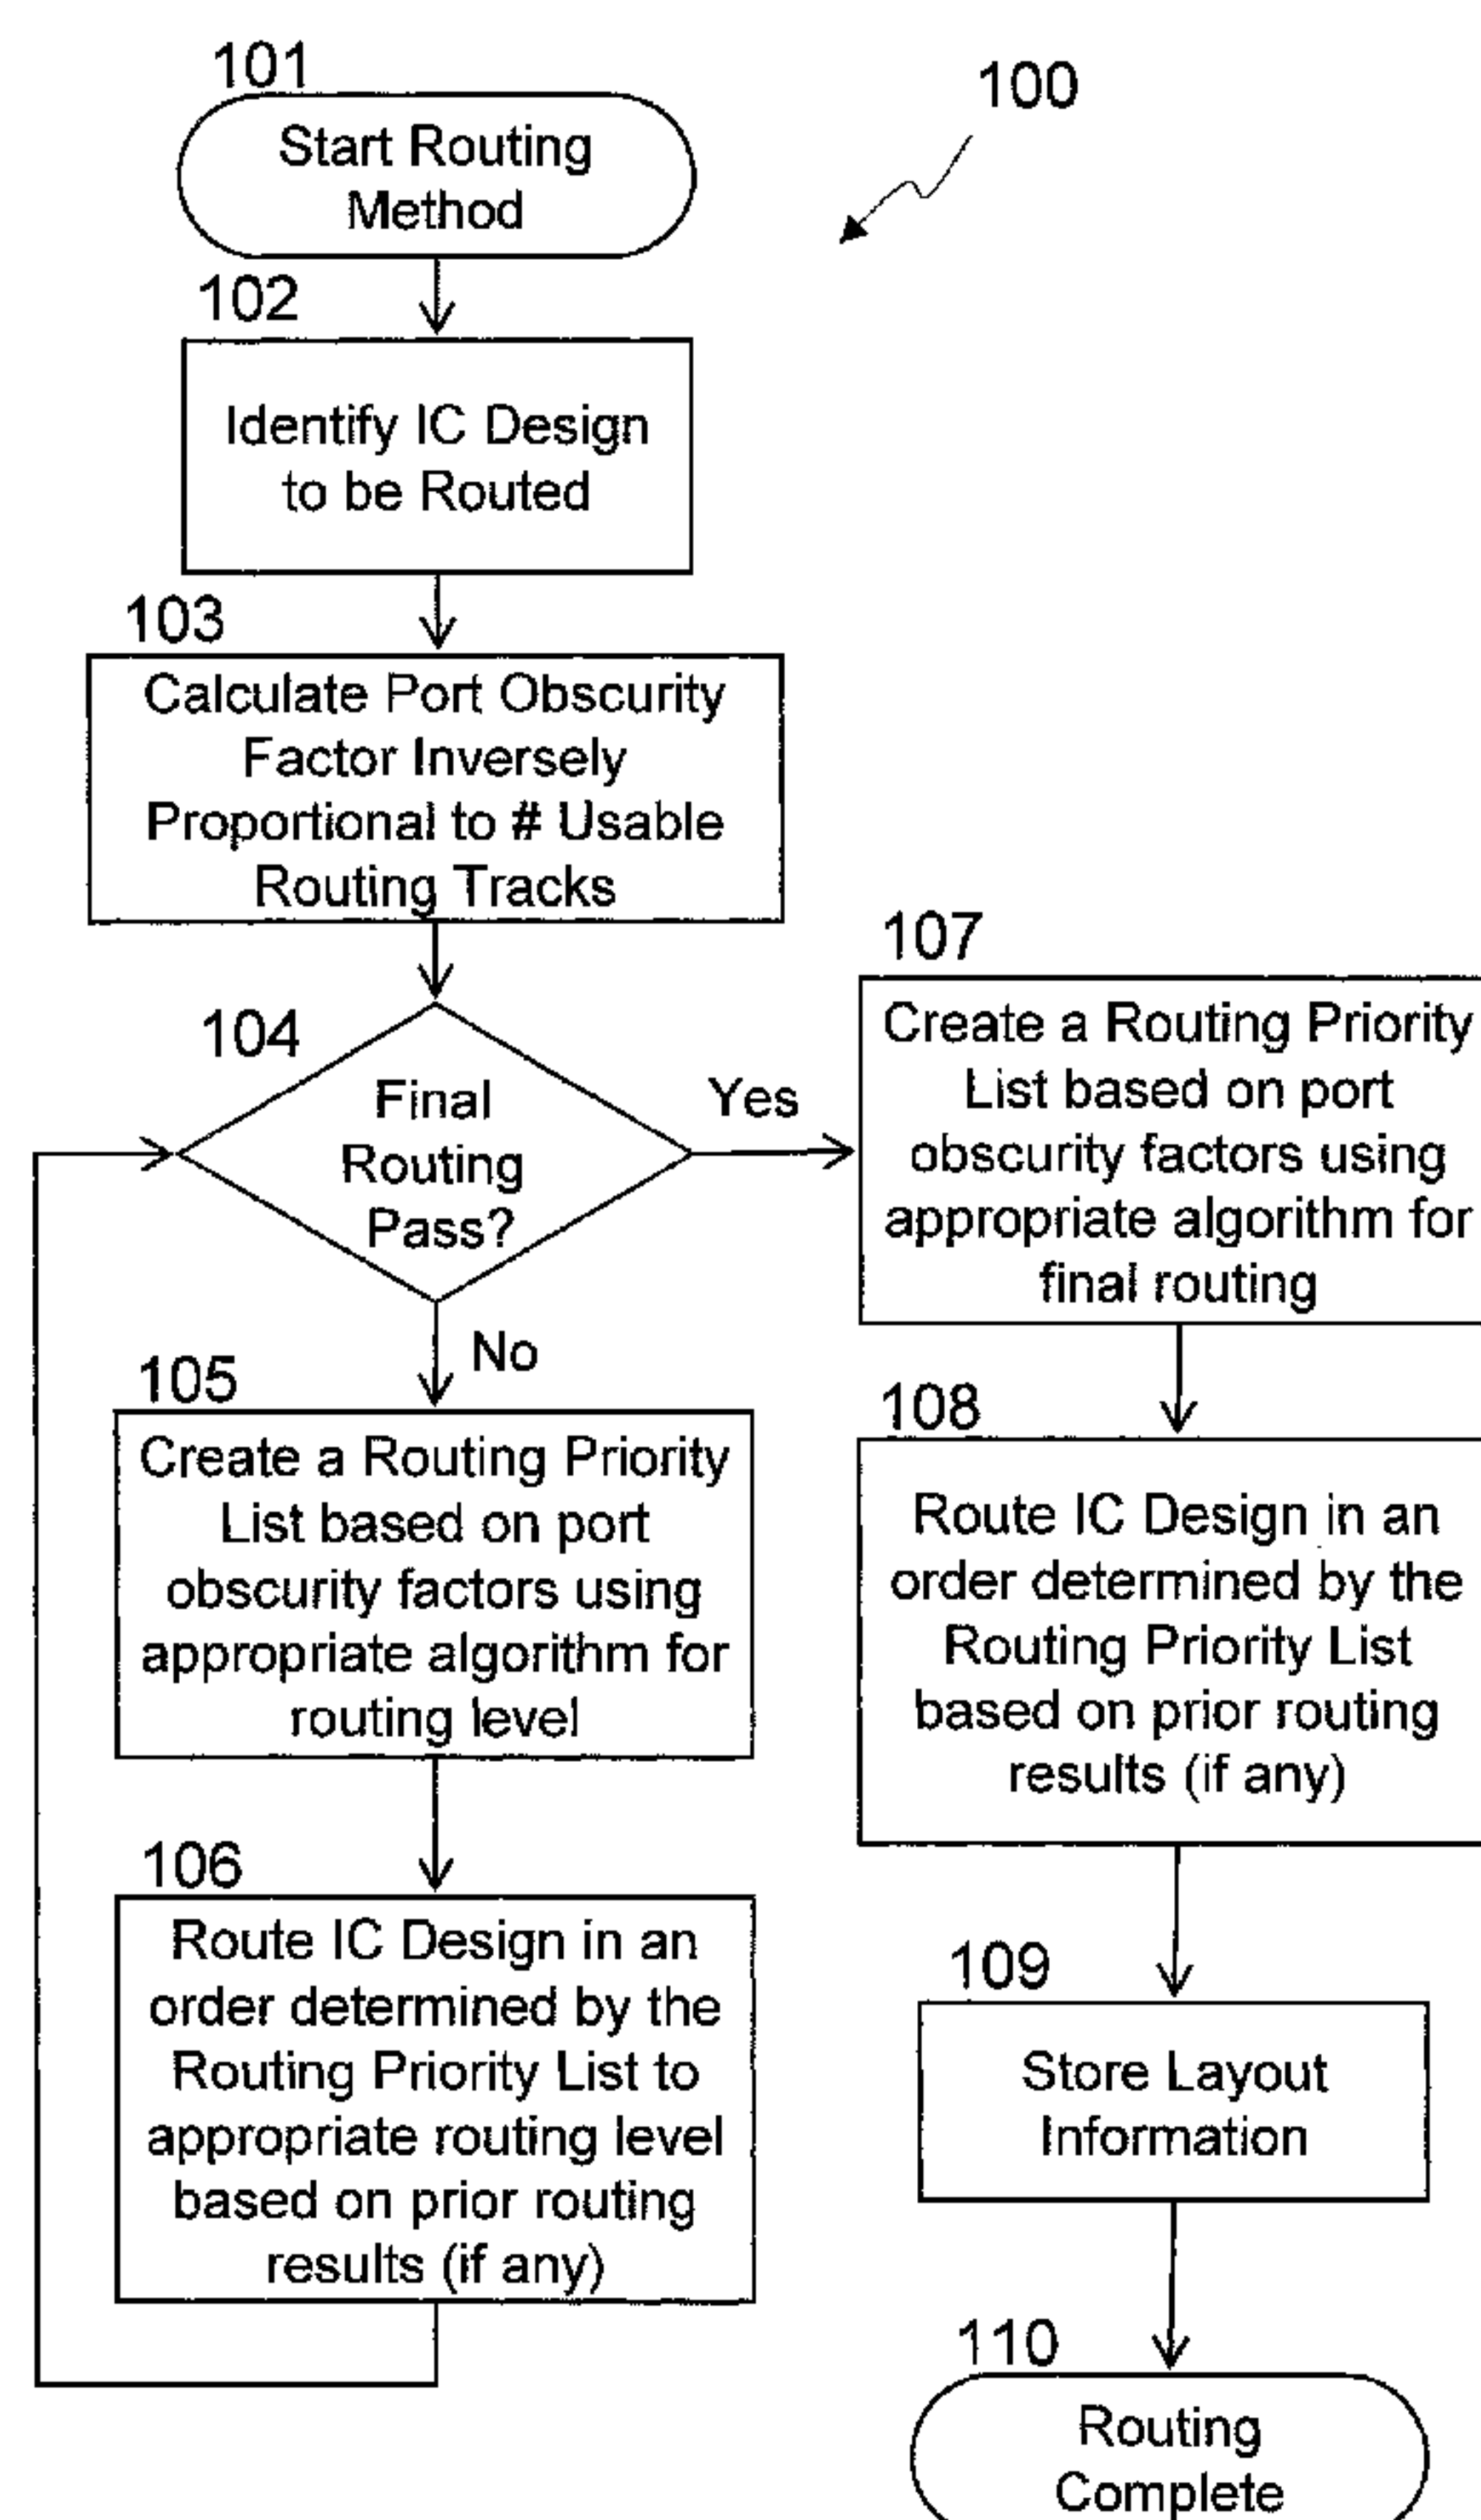 101
100
Start Routing
Method
102
Identify IC Design
to be Routed
103
Calculate Port Obscurity
Factor Inversely
Proportional to # Usable
Routing Tracks
104
Final
Routing
Pass?
Yes
No
105
Create a Routing Priority
List based on port
obscurity factors using
appropriate algorithm for
routing level
106
Route IC Design in an
order determined by the
Routing Priority List to
appropriate routing level
based on prior routing
results (if any)
107
Create a Routing Priority
List based on port
obscurity factors using
appropriate algorithm for
final routing
108
Route IC Design in an
order determined by the
Routing Priority List
based on prior routing
results (if any)
109
Store Layout
Information
110
Routing
Complete